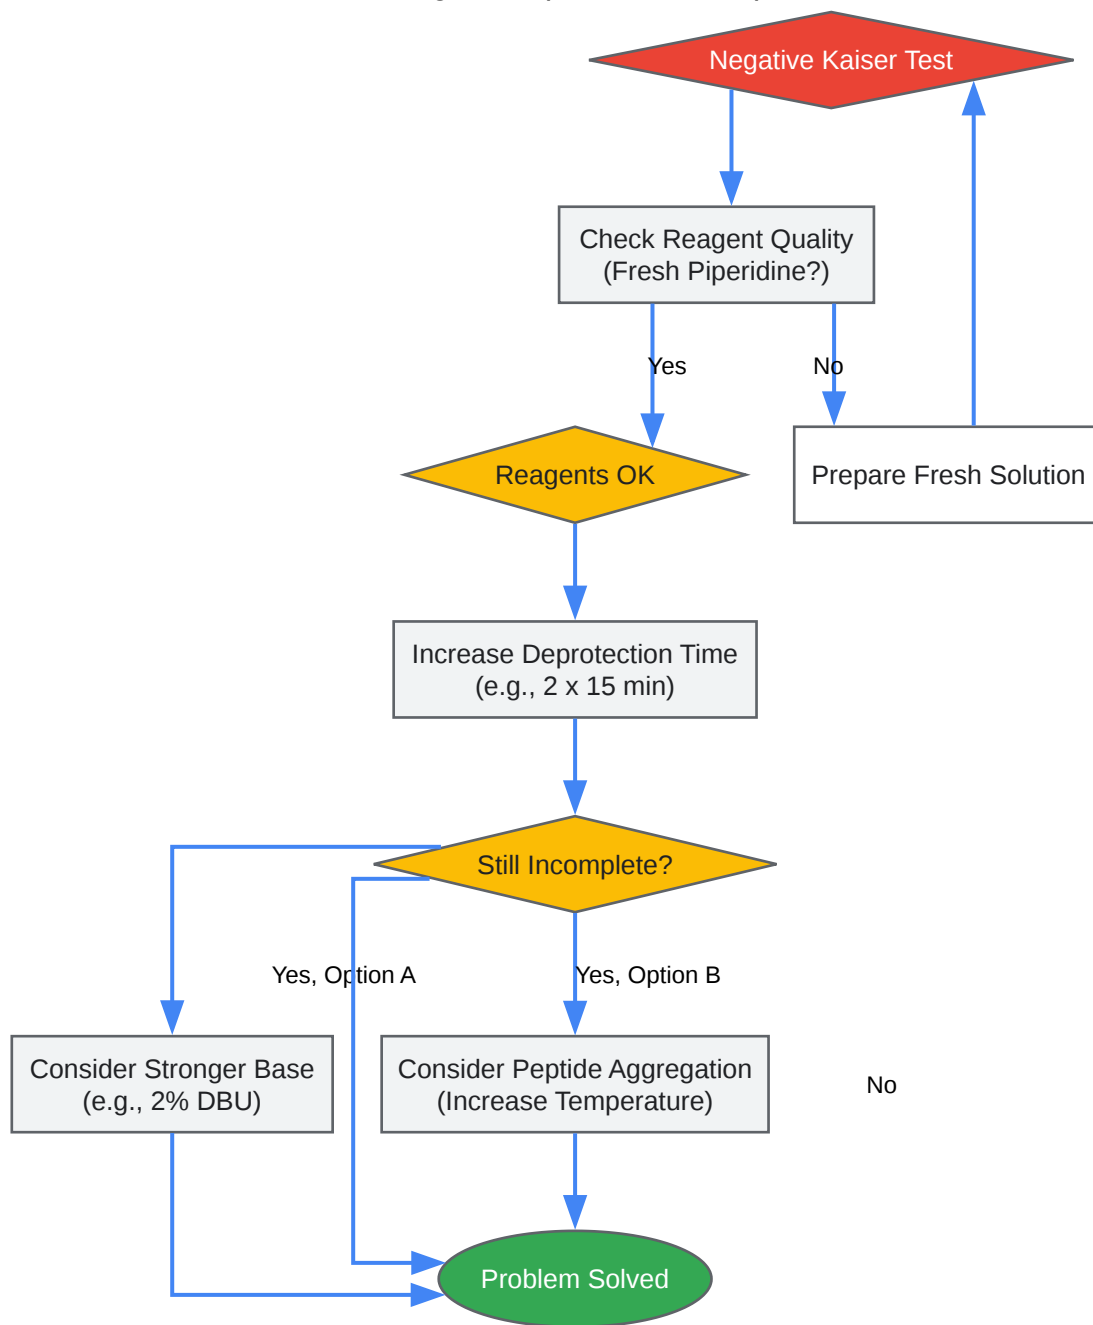 Negative Kaiser Test
Check Reagent Quality
(Fresh Piperidine?)
Yes
No
Reagents OK
Prepare Fresh Solution
Increase Deprotection Time
(e.g., 2 x 15 min)
Still Incomplete?
Yes, Option A
Yes, Option B
Consider Stronger Base
(e.g., 2% DBU)
Consider Peptide Aggregation
(Increase Temperature)
No
Problem Solved